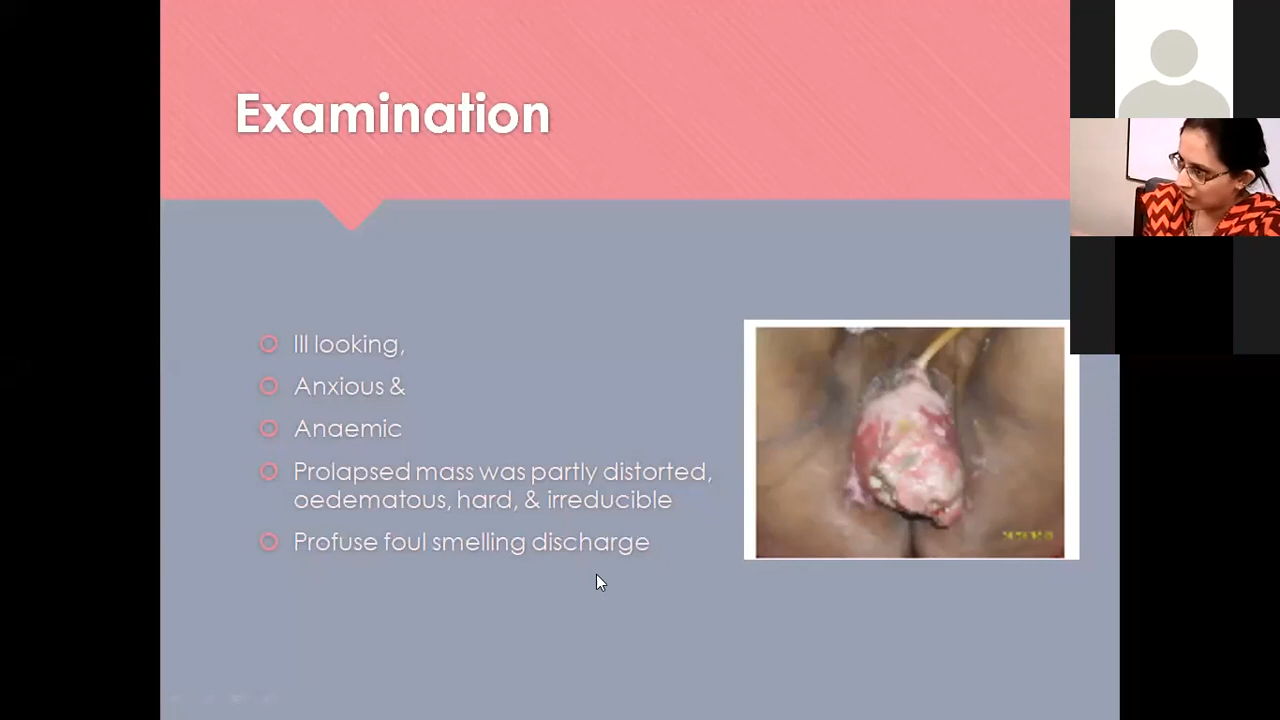 Examination
Ill looking,
Anxious &
Anaemic
Prolapsed mass was partly distorted,
oedematous, hard, & irreducible
Profuse foul smelling discharge